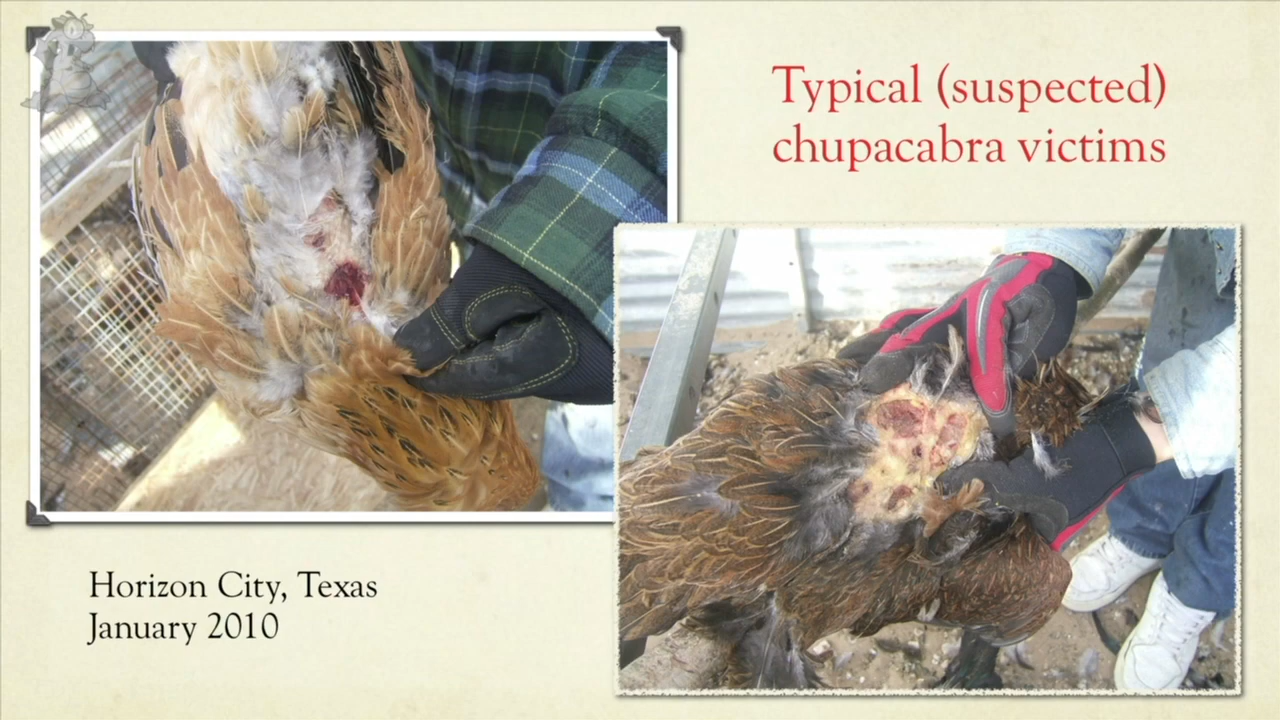 Typical (suspected)
chupacabra victims
Horizon City, Texas
January 2010